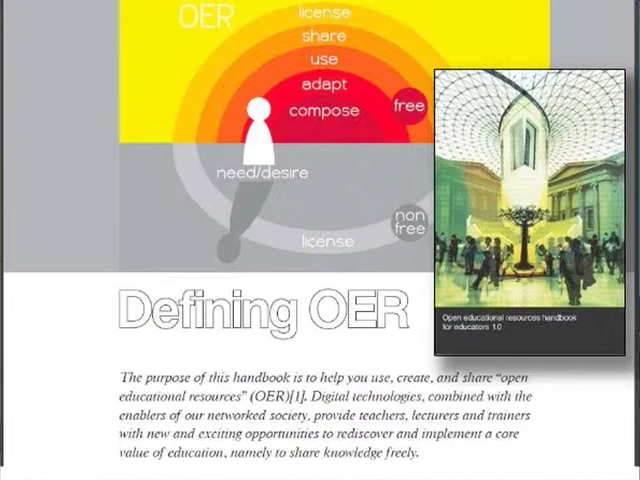 OER
license
share
use
adapt
compose
free
need/desire
non
free
license
Open educational resources handbook
for educators 1.0
Defining OER
The purpose of this handbook is to help you use, create, and share “open
educational resources” (OER)[1]. Digital technologies, combined with the
enablers of our networked society, provide teachers, lecturers and trainers
with new and exciting opportunities to rediscover and implement a core
value of education, namely to share knowledge freely.